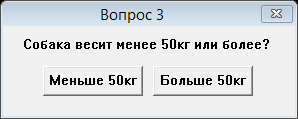 Вопрос 3
Собака весит менее 50кг или более?
Меньше 50кг Больше 50кг